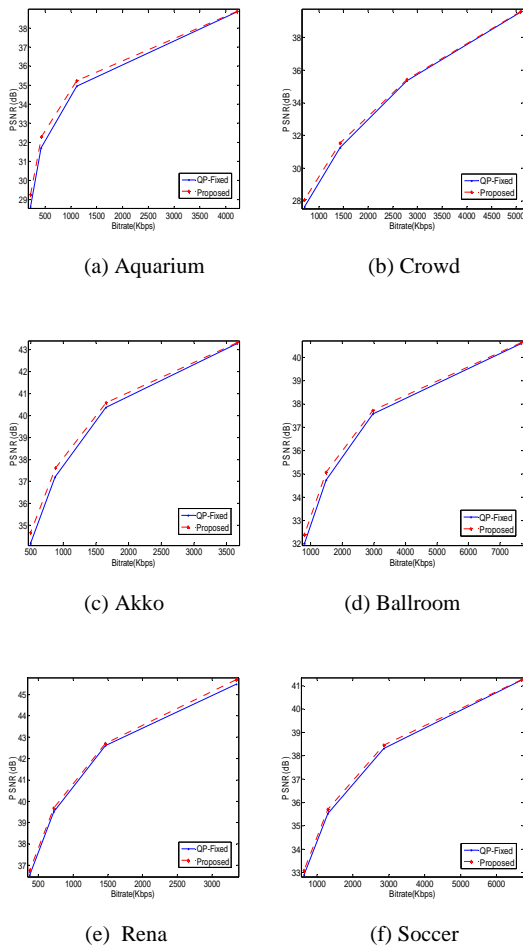 39
38
37
36
35
34
33
32
31
30
29
PSNR(dB)
500 1000 1500 2000 2500 3000 3500 4000
Bitrate(Kbps)
QP-Fixed
Proposed
(a) Aquarium
38
36
34
32
30
28
PSNR(dB)
1000 1500 2000 2500 3000 3500 4000 4500 5000
Bitrate(Kbps)
QP-Fixed
Proposed
(b) Crowd
43
42
41
40
39
38
37
36
35
PSNR(dB)
500 1000 1500 2000 2500 3000 3500
Bitrate(Kbps)
QP-Fixed
Proposed
(c) Akko
40
39
38
37
36
35
34
33
32
PSNR(dB)
1000 2000 3000 4000 5000 6000 7000
Bitrate(Kbps)
QP-Fixed
Proposed
(d) Ballroom
45
44
43
42
41
40
39
38
37
PSNR(dB)
500 1000 1500 2000 2500 3000
Bitrate(Kbps)
QP-Fixed
Proposed
(e) Rena
41
40
39
38
37
36
35
34
33
PSNR(dB)
1000 2000 3000 4000 5000 6000
Bitrate(Kbps)
QP-Fixed
Proposed
(f) Soccer